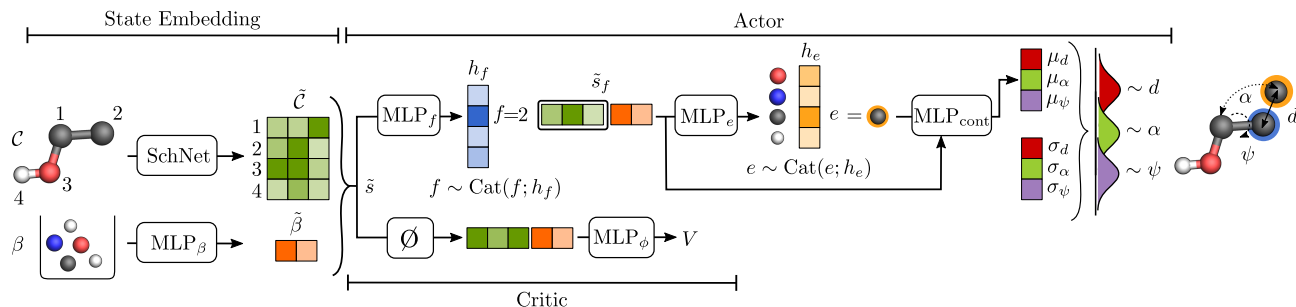 State Embedding
Actor
𝒞
1
2
3
4
SchNet
C̃
1
2
3
4
β
MLP_β
β̃
s̃
MLP_f
h_f
f=2
f ∼ Cat(f; h_f)
s̃_f
MLP_e
h_e
e =
e ∼ Cat(e; h_e)
MLP_cont
μ_d
μ_α
μ_ψ
σ_d
σ_α
σ_ψ
∼ d
∼ α
∼ ψ
α
d
ψ
Ø
MLP_ϕ
V
Critic